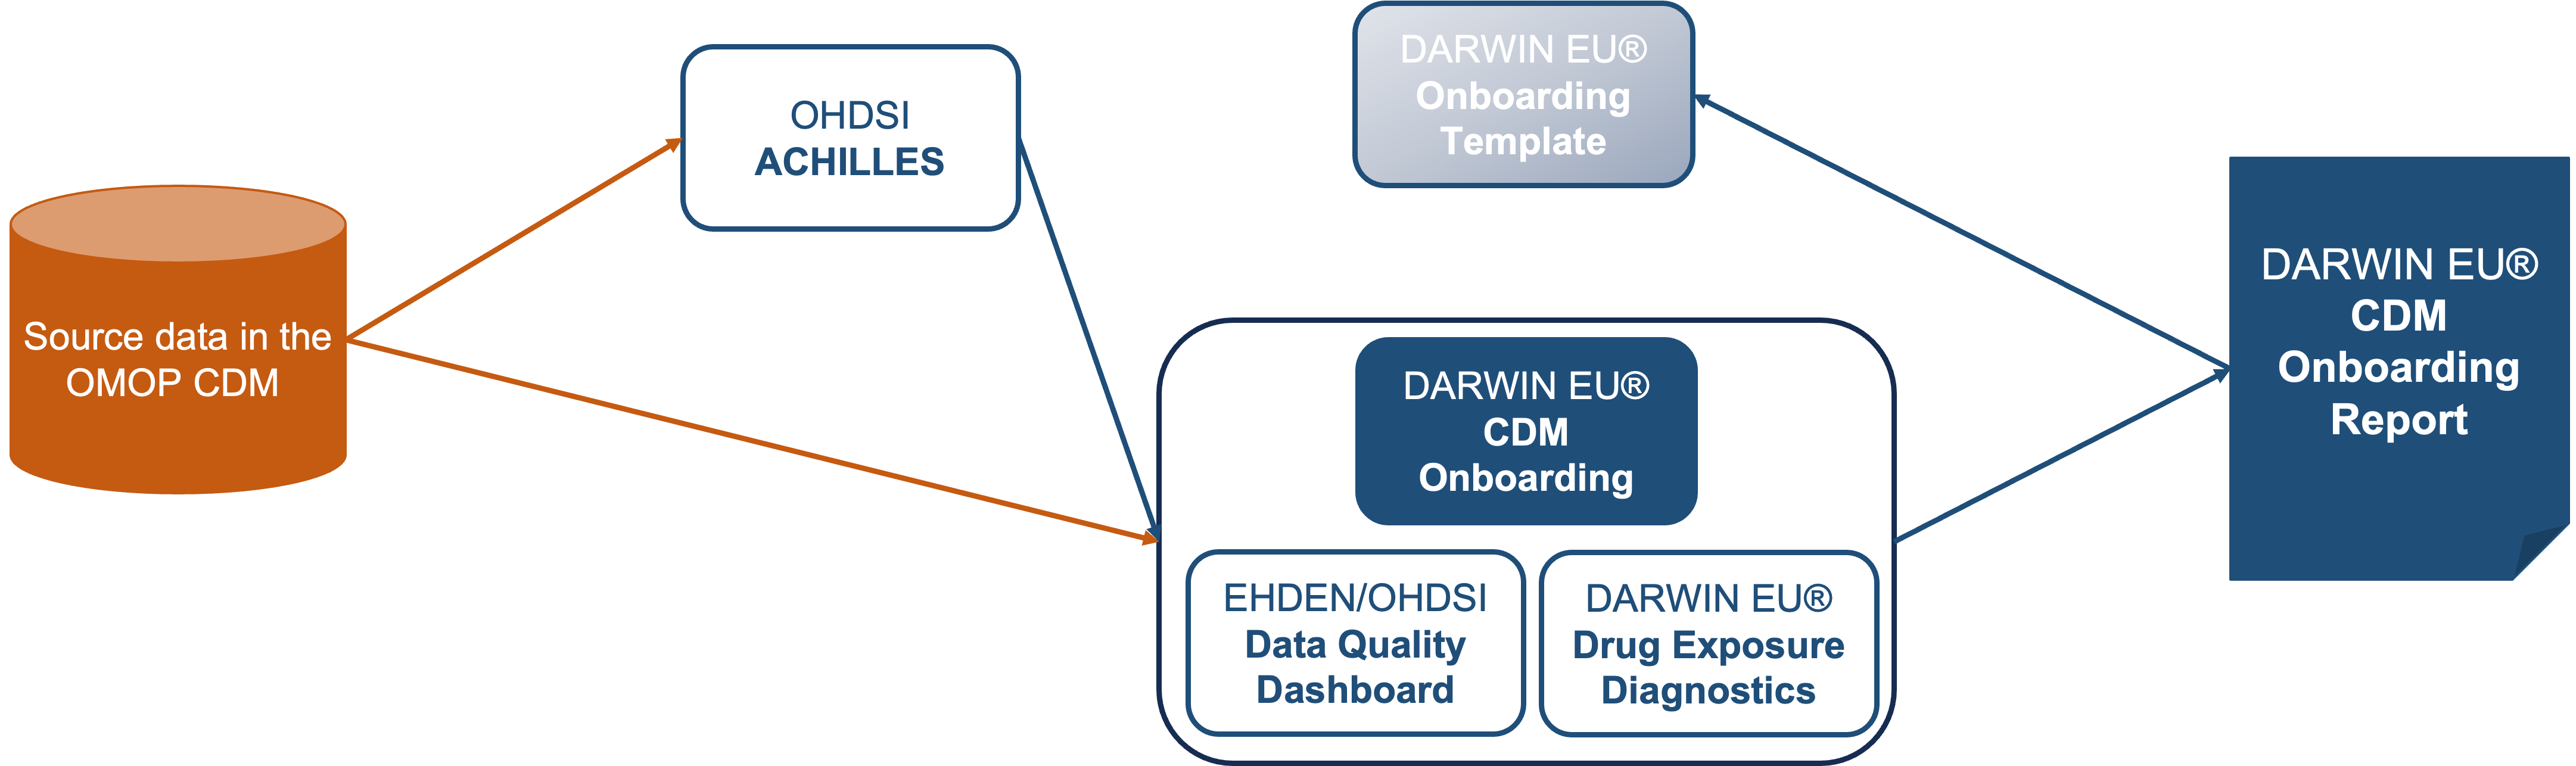 Source data in the
OMOP CDM
OHDSI
ACHILLES
DARWIN EU®
Onboarding
Template
DARWIN EU®
CDM
Onboarding
EHDEN/OHDSI
Data Quality
Dashboard
DARWIN EU®
Drug Exposure
Diagnostics
DARWIN EU®
CDM
Onboarding
Report